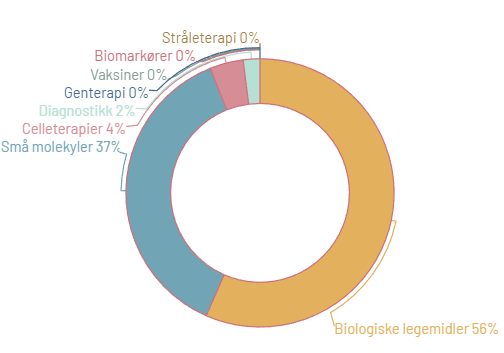 Stråleterapi 0%
Biomarkører 0%
Vaksiner 0%
Genterapi 0%
Diagnostikk 2%
Celleterapier 4%
Små molekyler 37%
Biologiske legemidler 56%